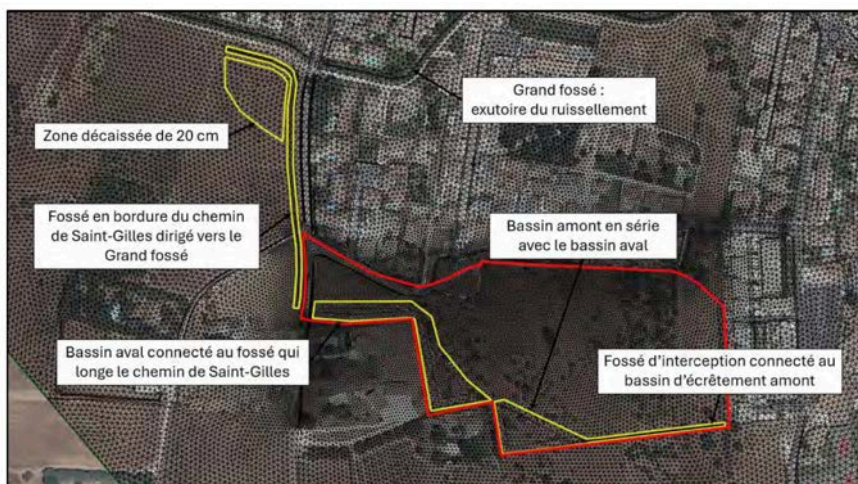 Grand fossé :
exutoire du ruissellement
Zone décaissée de 20 cm
Fossé en bordure du chemin
de Saint-Gilles dirigé vers le
Grand fossé
Bassin amont en série
avec le bassin aval
Bassin aval connecté au fossé qui
longe le chemin de Saint-Gilles
Fossé d'interception connecté au
bassin d'écrêtement amont